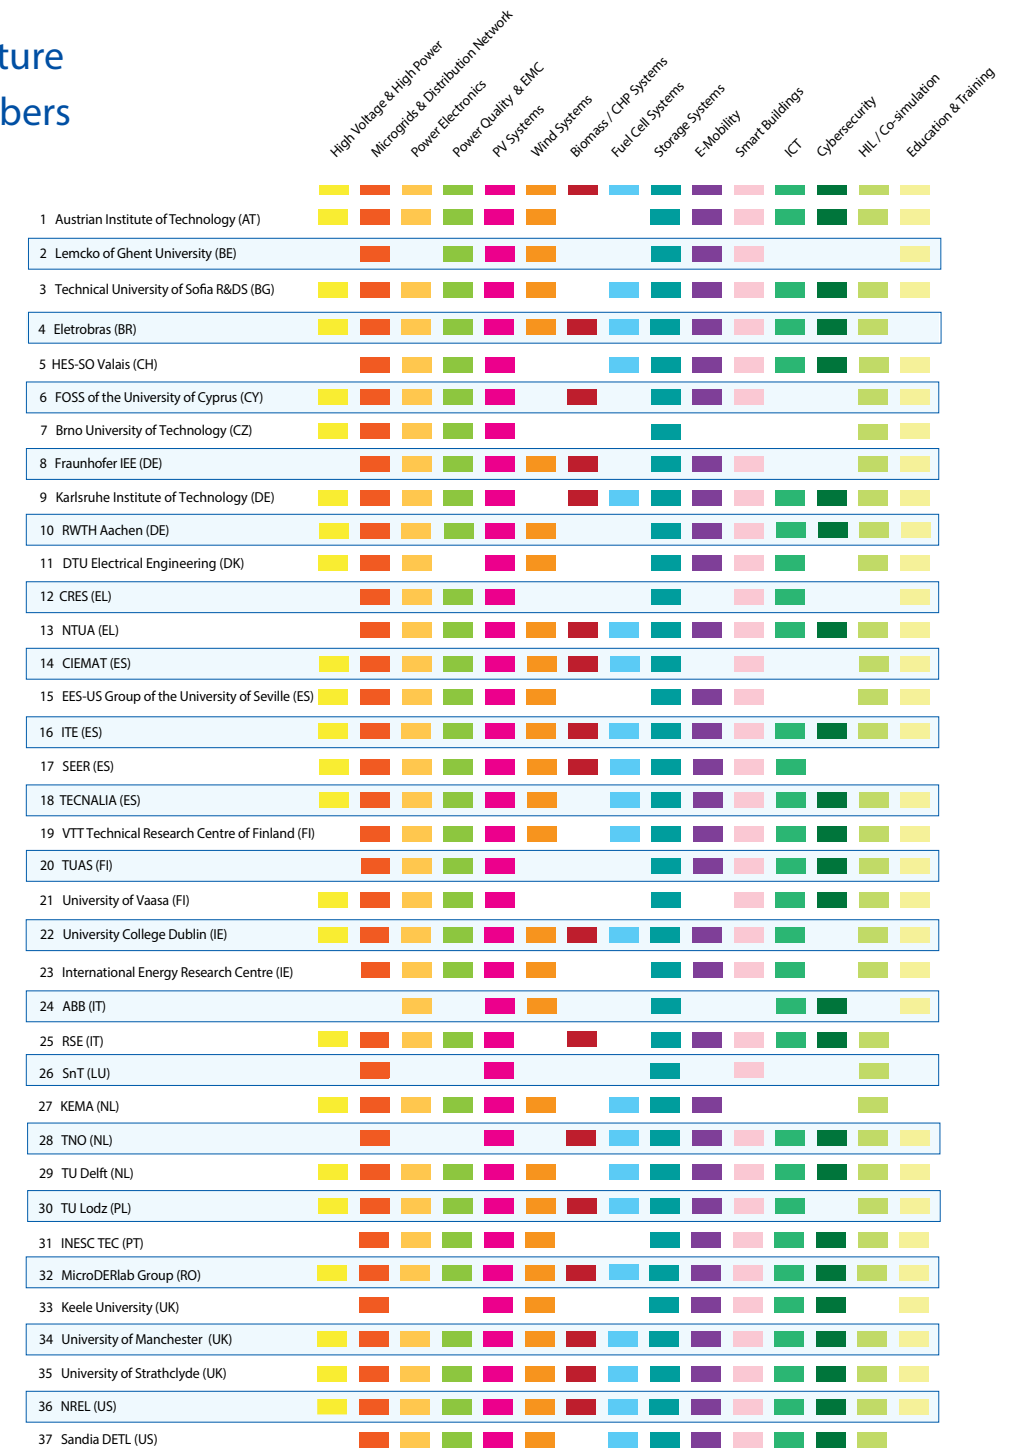 ture
bers
High Voltage & High Power
Microgrids & Distribution Network
Power Electronics
Power Quality & EMC
PV Systems
Wind Systems
Biomass / CHP Systems
Fuel Cell Systems
Storage Systems
E-Mobility
Smart Buildings
ICT
Cybersecurity
HIL / Co-simulation
Education & Training
1 Austrian Institute of Technology (AT)
2 Lemcko of Ghent University (BE)
3 Technical University of Sofia R&DS (BG)
4 Eletrobras (BR)
5 HES-SO Valais (CH)
6 FOSS of the University of Cyprus (CY)
7 Brno University of Technology (CZ)
8 Fraunhofer IEE (DE)
9 Karlsruhe Institute of Technology (DE)
10 RWTH Aachen (DE)
11 DTU Electrical Engineering (DK)
12 CRES (EL)
13 NTUA (EL)
14 CIEMAT (ES)
15 EES-US Group of the University of Seville (ES)
16 ITE (ES)
17 SEER (ES)
18 TECNALIA (ES)
19 VTT Technical Research Centre of Finland (FI)
20 TUAS (FI)
21 University of Vaasa (FI)
22 University College Dublin (IE)
23 International Energy Research Centre (IE)
24 ABB (IT)
25 RSE (IT)
26 SnT (LU)
27 KEMA (NL)
28 TNO (NL)
29 TU Delft (NL)
30 TU Lodz (PL)
31 INESC TEC (PT)
32 MicroDERlab Group (RO)
33 Keele University (UK)
34 University of Manchester (UK)
35 University of Strathclyde (UK)
36 NREL (US)
37 Sandia DETL (US)